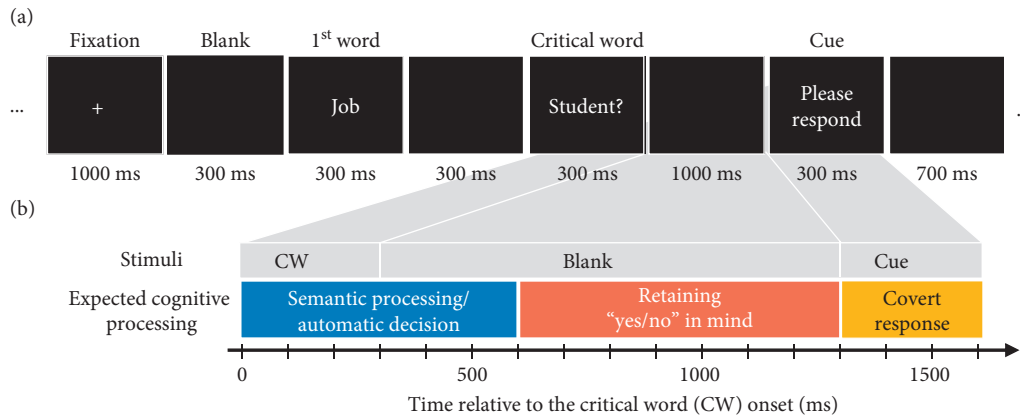 (a)
Fixation Blank 1st word Critical word Cue
... + Job Student? Please respond .
1000 ms 300 ms 300 ms 300 ms 300 ms 1000 ms 300 ms 700 ms
(b)
Stimuli CW Blank Cue
Expected cognitive processing Semantic processing/ automatic decision Retaining “yes/no” in mind Covert response
0 500 1000 1500
Time relative to the critical word (CW) onset (ms)